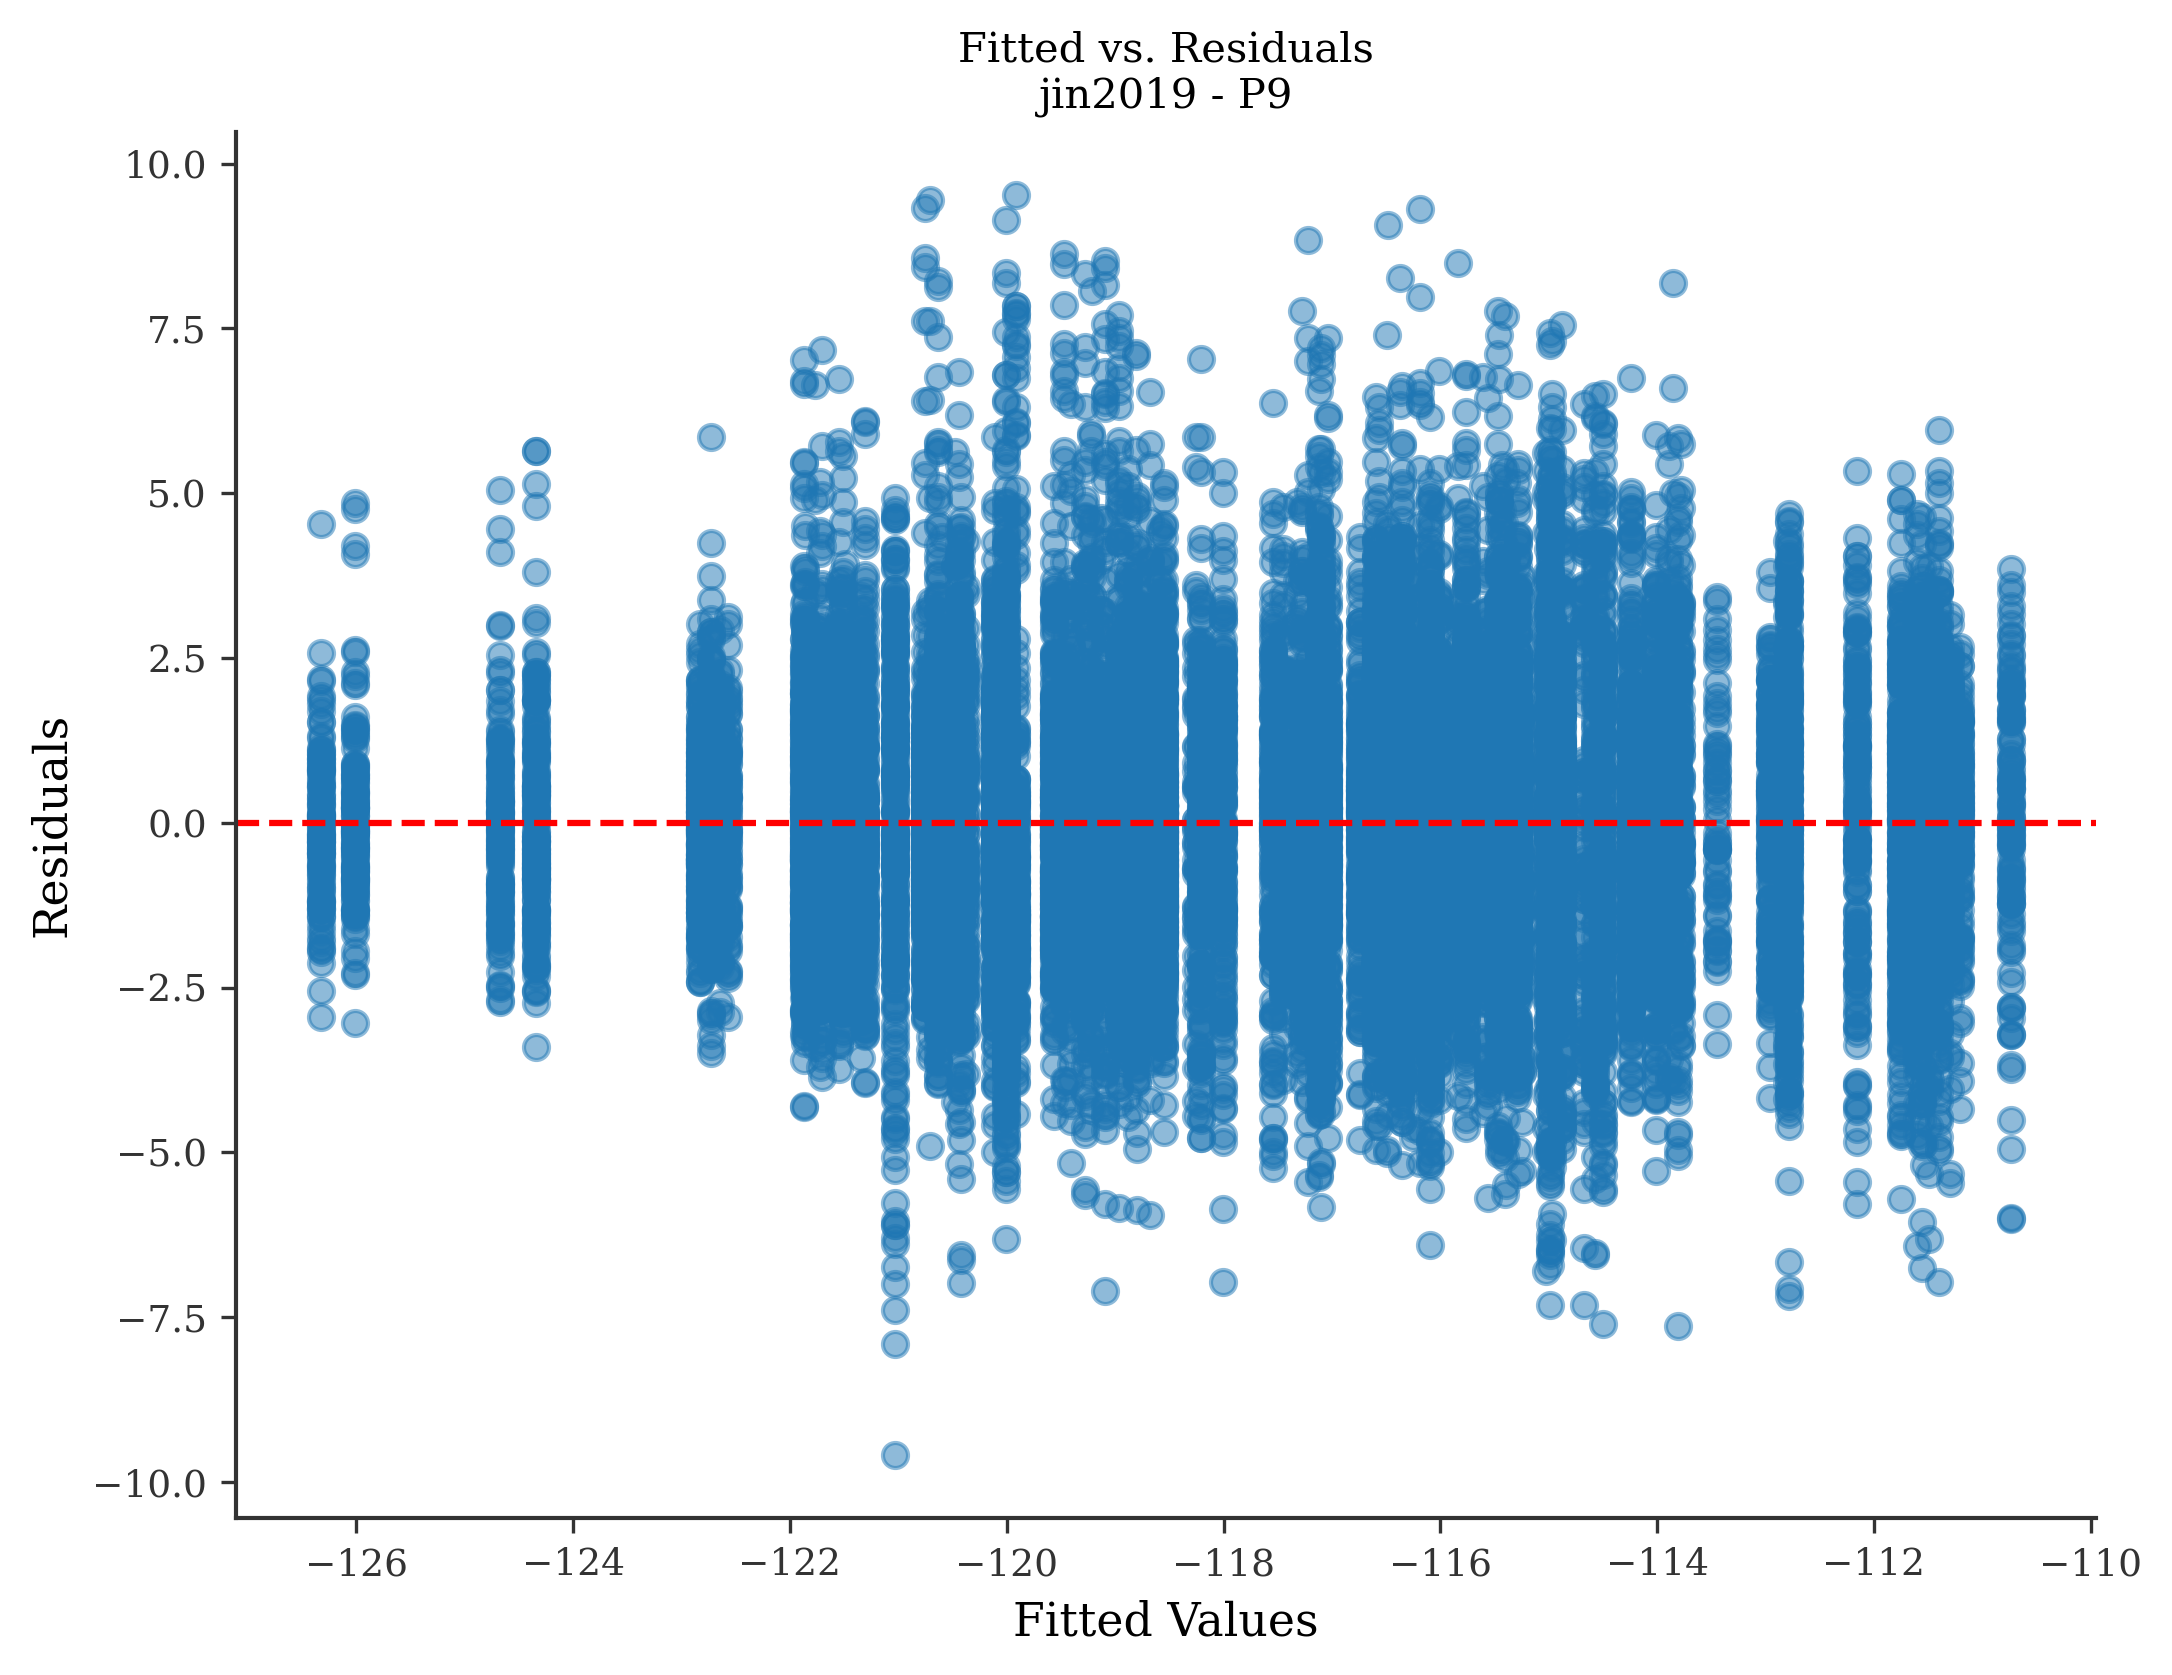 Fitted vs. Residuals
jin2019 - P9
10.0
7.5
5.0
2.5
0.0
−2.5
−5.0
−7.5
−10.0
Residuals
−126 −124 −122 −120 −118 −116 −114 −112 −110
Fitted Values